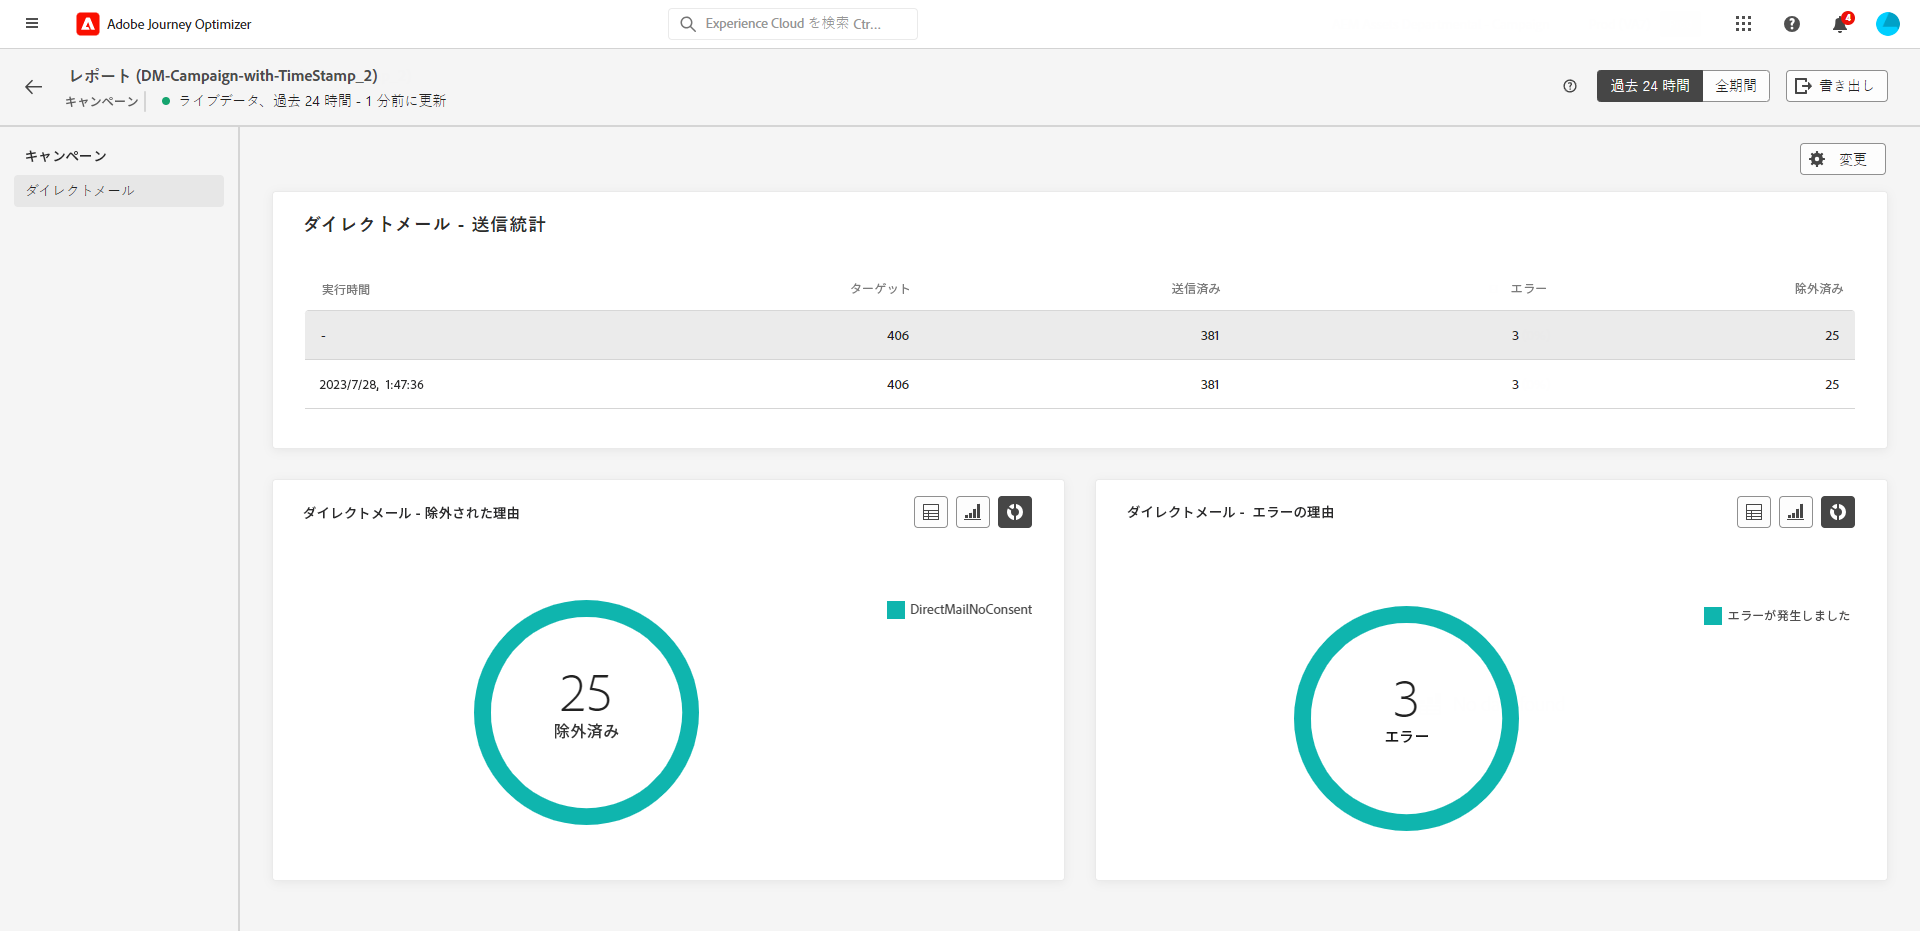 Adobe Journey Optimizer
Experience Cloud を検索 Ctr...
4
レポート (DM-Campaign-with-TimeStamp_2)
キャンペーン
ライブデータ、過去 24 時間 - 1 分前に更新
過去 24 時間
全期間
書き出し
キャンペーン
ダイレクトメール
変更
ダイレクトメール - 送信統計
実行時間 ターゲット 送信済み エラー 除外済み
- 406 381 3 25
2023/7/28, 1:47:36 406 381 3 25
ダイレクトメール - 除外された理由
DirectMailNoConsent
25
除外済み
ダイレクトメール - エラーの理由
エラーが発生しました
3
エラー